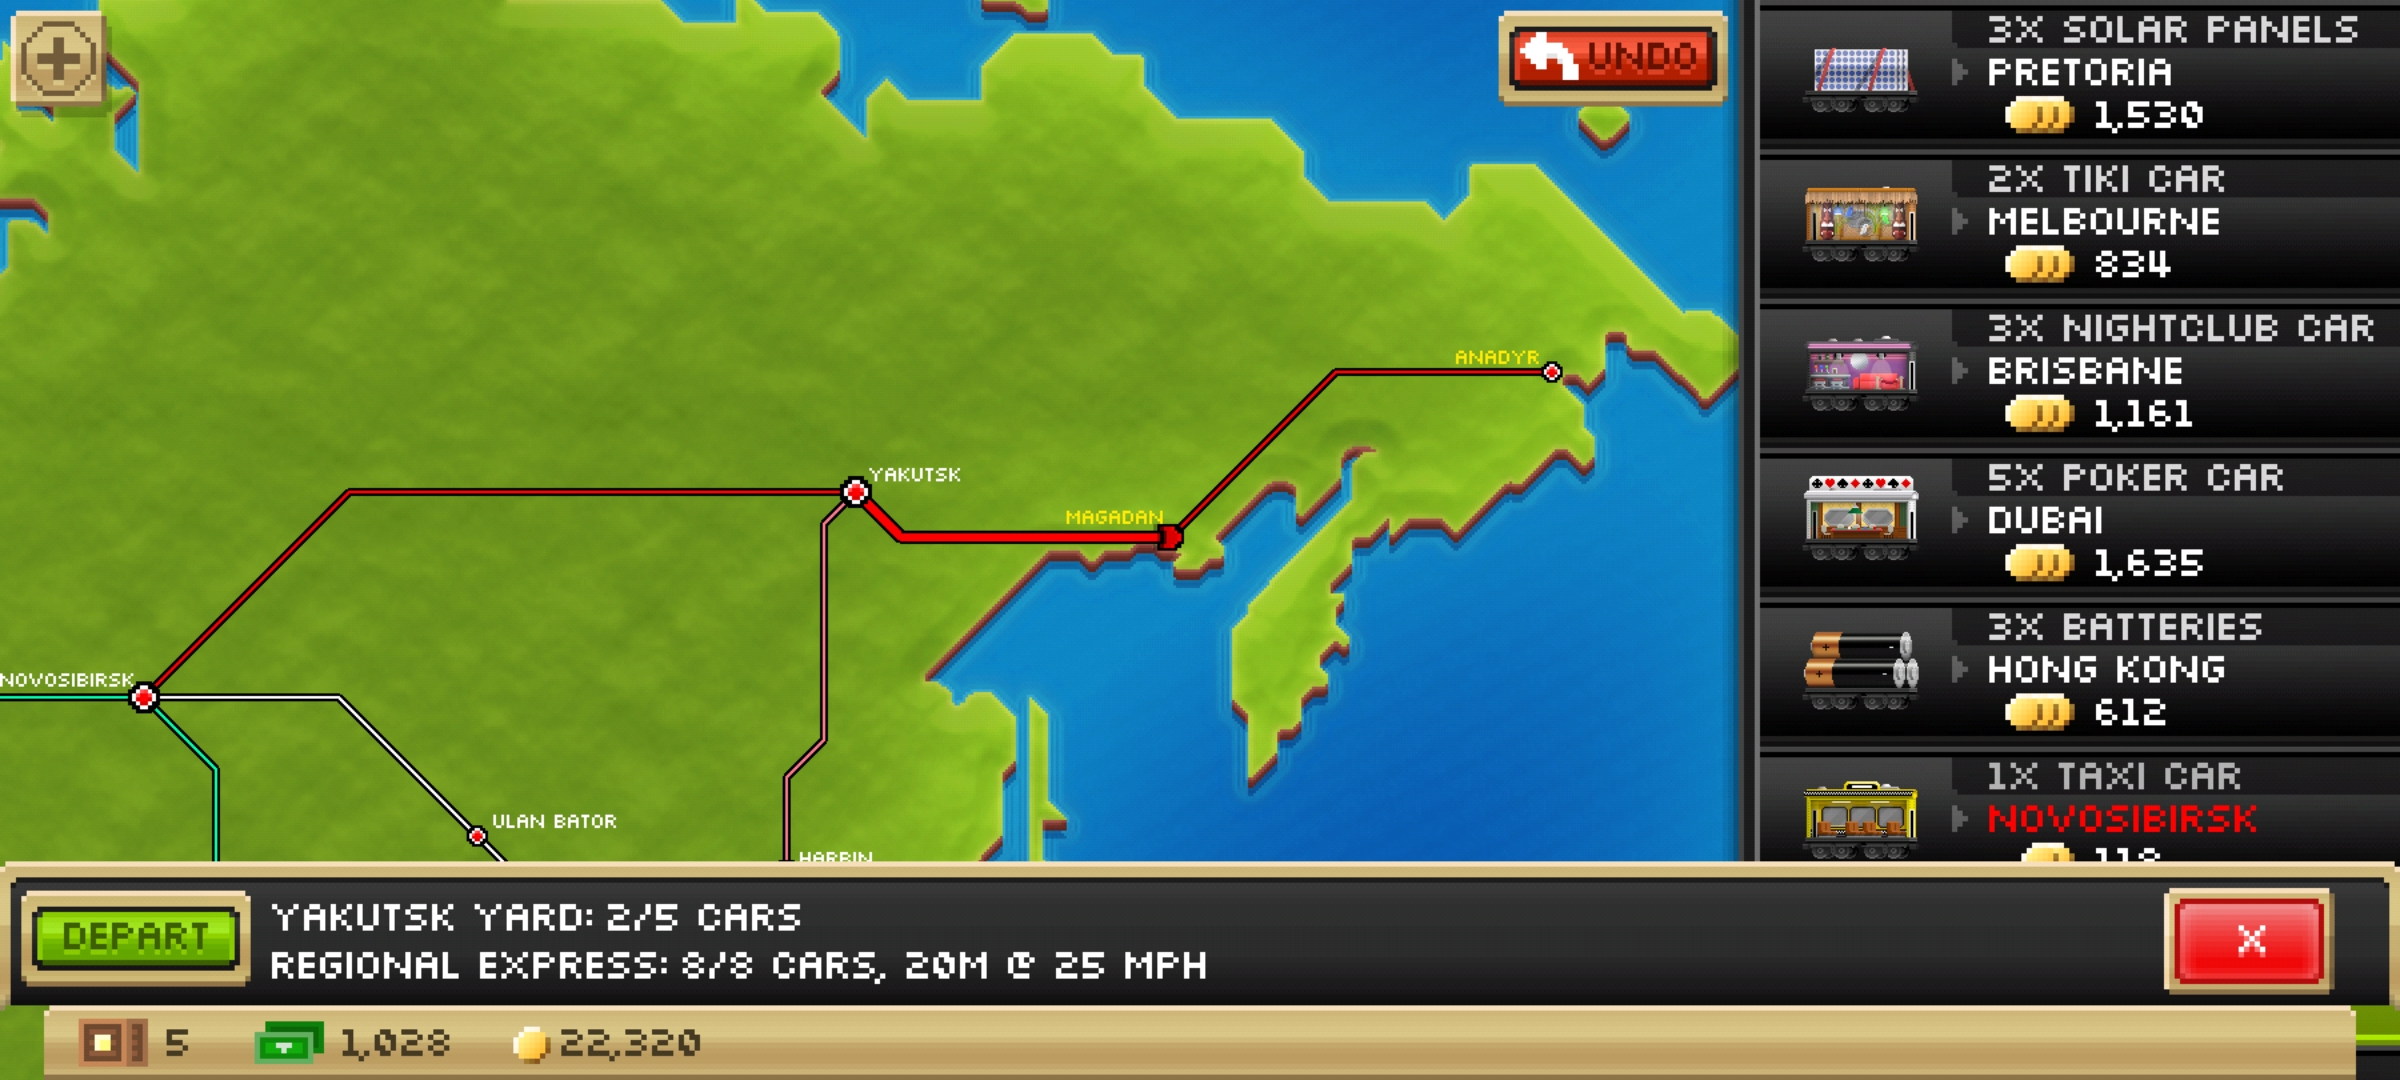 UNDO
ANADYR
YAKUTSK
MAGADAN
NOVOSIBIRSK
ULAN BATOR
HARBIN
3X SOLAR PANELS
PRETORIA
1,530
2X TIKI CAR
MELBOURNE
834
3X NIGHTCLUB CAR
BRISBANE
1,161
5X POKER CAR
DUBAI
1,635
3X BATTERIES
HONG KONG
612
1X TAXI CAR
NOVOSIBIRSK
DEPART
YAKUTSK YARD: 2/5 CARS
REGIONAL EXPRESS: 8/8 CARS, 20M @ 25 MPH
X
5
1,028
22,320